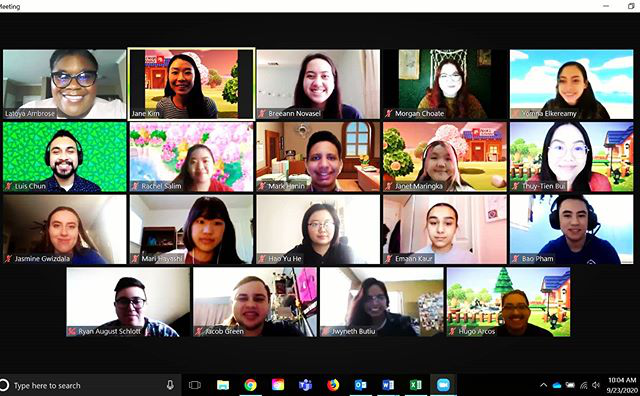 Meeting
Latoya Ambrose
Jane Kim
Breeann Novasel
Morgan Choate
Yomna Elkereamy
Luis Chun
Rachel Salim
Mark Hanin
Janet Maringka
Thuy-Tien Bui
Jasmine Gwizdala
Mari Hayashi
Hao Yu He
Emaan Kaur
Bao Pham
Ryan August Schlott
Jacob Green
Jwyneth Butiu
Hugo Arcos
Type here to search
10:04 AM
9/23/2020